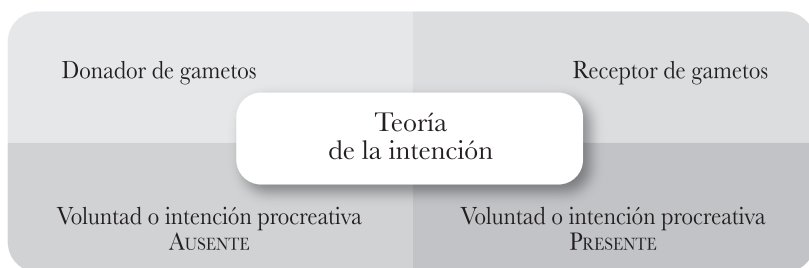 Donador de gametos
Receptor de gametos
Teoría
de la intención
Voluntad o intención procreativa
AUSENTE
Voluntad o intención procreativa
PRESENTE